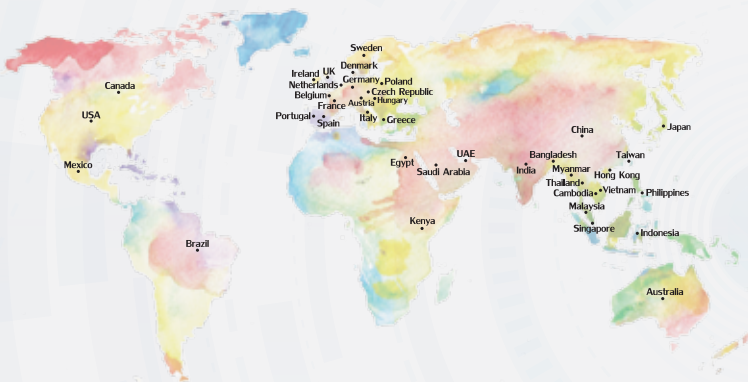 Sweden
Denmark
Ireland
UK
Netherlands
Germany
Poland
Czech Republic
Belgium
France
Austria
Hungary
Portugal
Spain
Italy
Greece
Canada
USA
Mexico
Brazil
Egypt
Saudi Arabia
UAE
Kenya
China
Japan
India
Bangladesh
Myanmar
Taiwan
Hong Kong
Thailand
Cambodia
Vietnam
Philippines
Malaysia
Singapore
Indonesia
Australia